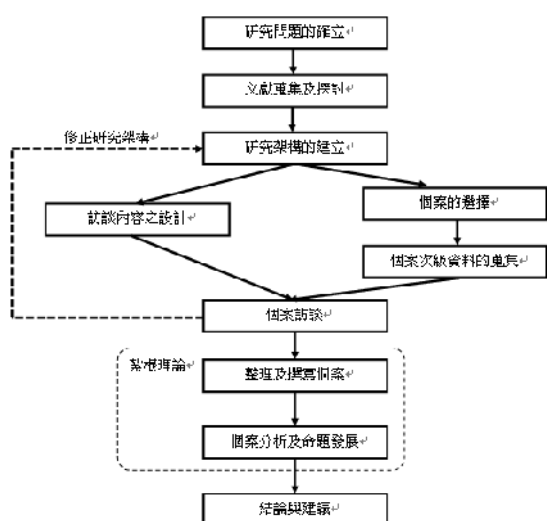 研究問題的確立
文獻蒐集及探討
修正研究架構
研究架構的建立
訪談內容之設計
個案的選擇
個案次級資料的蒐集
個案訪談
紮根理論
整理及撰寫個案
個案分析及命題發展
結論與建議